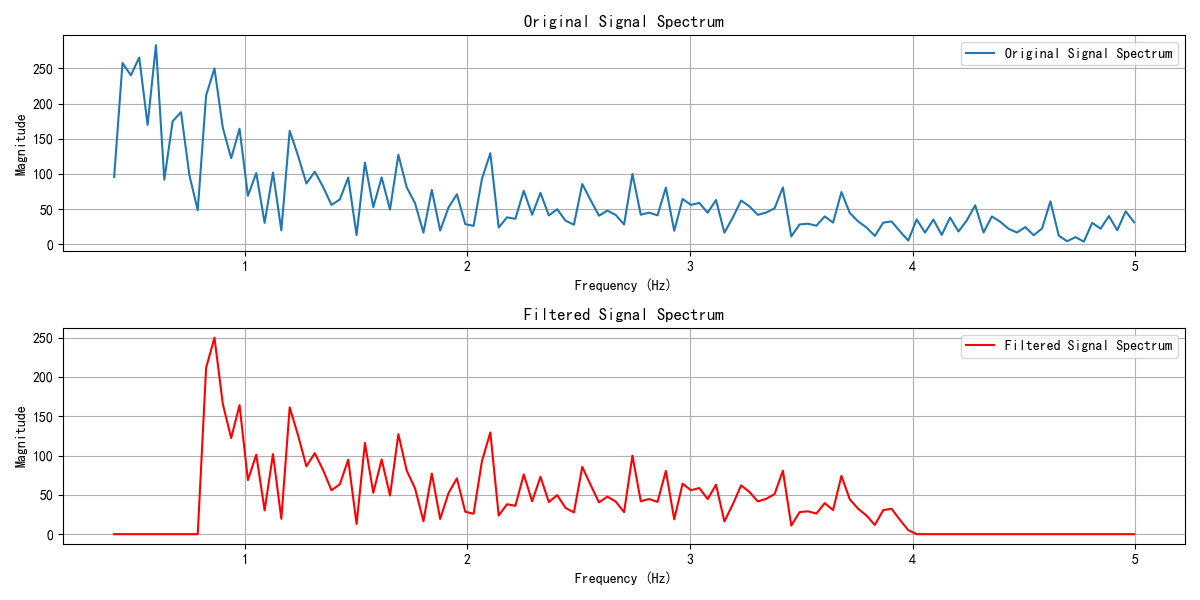 Original Signal Spectrum
Original Signal Spectrum
Magnitude
250
200
150
100
50
0
1
2
3
4
5
Frequency (Hz)
Filtered Signal Spectrum
Filtered Signal Spectrum
Magnitude
250
200
150
100
50
0
1
2
3
4
5
Frequency (Hz)